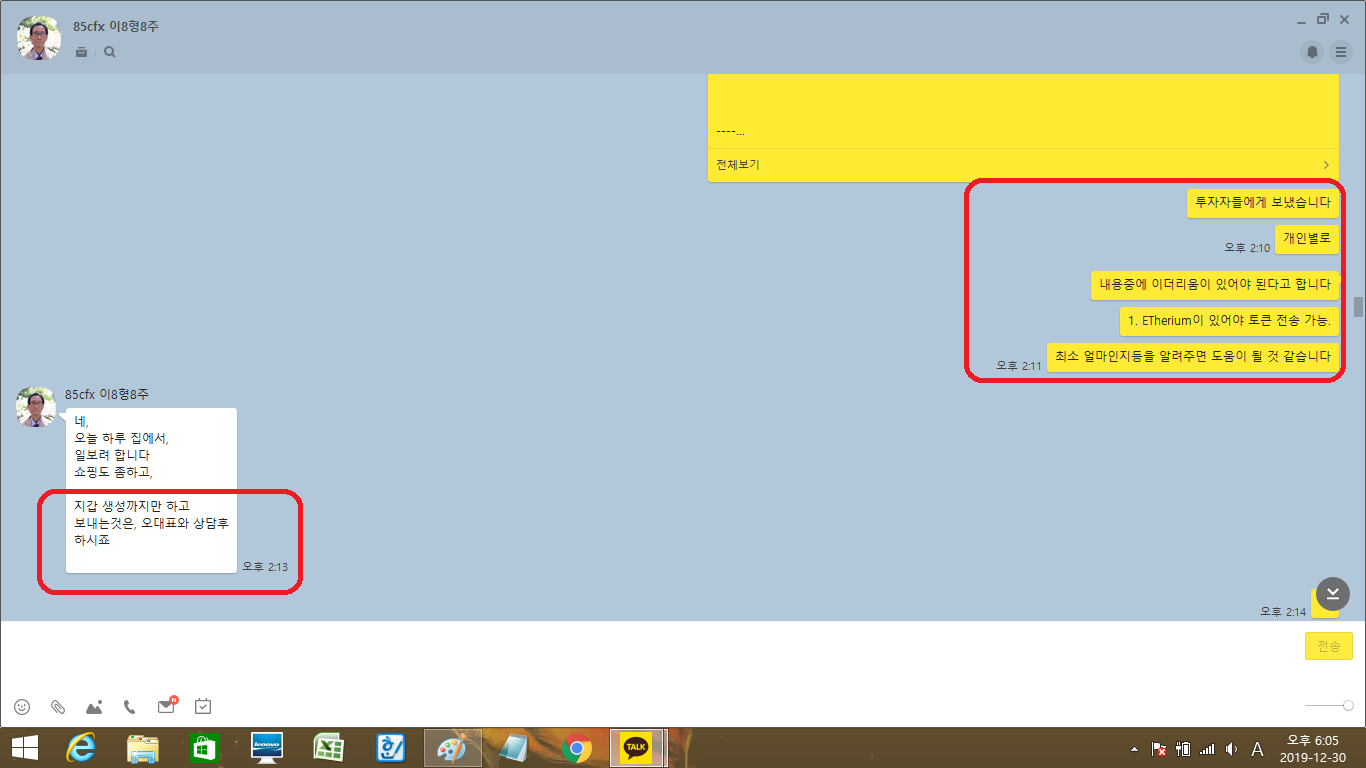 85cfx 이8형8주
----...
전체보기
투자자들에게 보냈습니다
개인별로
오후 2:10
내용중에 이더리움이 있어야 된다고 합니다
1. ETherium이 있어야 토큰 전송 가능.
최소 얼마인지등을 알려주면 도움이 될 것 같습니다
오후 2:11
85cfx 이8형8주
네,
오늘 하루 집에서,
일보려 합니다
쇼핑도 좀하고,
지갑 생성까지만 하고
보내는것은, 오대표와 상담후
하시죠
오후 2:13
오후 2:14
전송
N
lenovo
TALK
A
오후 6:05
2019-12-30